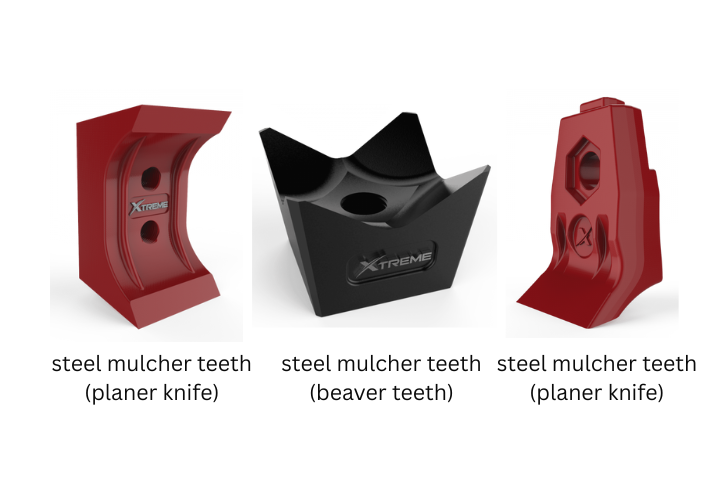 XTREME
XTREME
X
steel mulcher teeth
(planer knife)
steel mulcher teeth
(beaver teeth)
steel mulcher teeth
(planer knife)